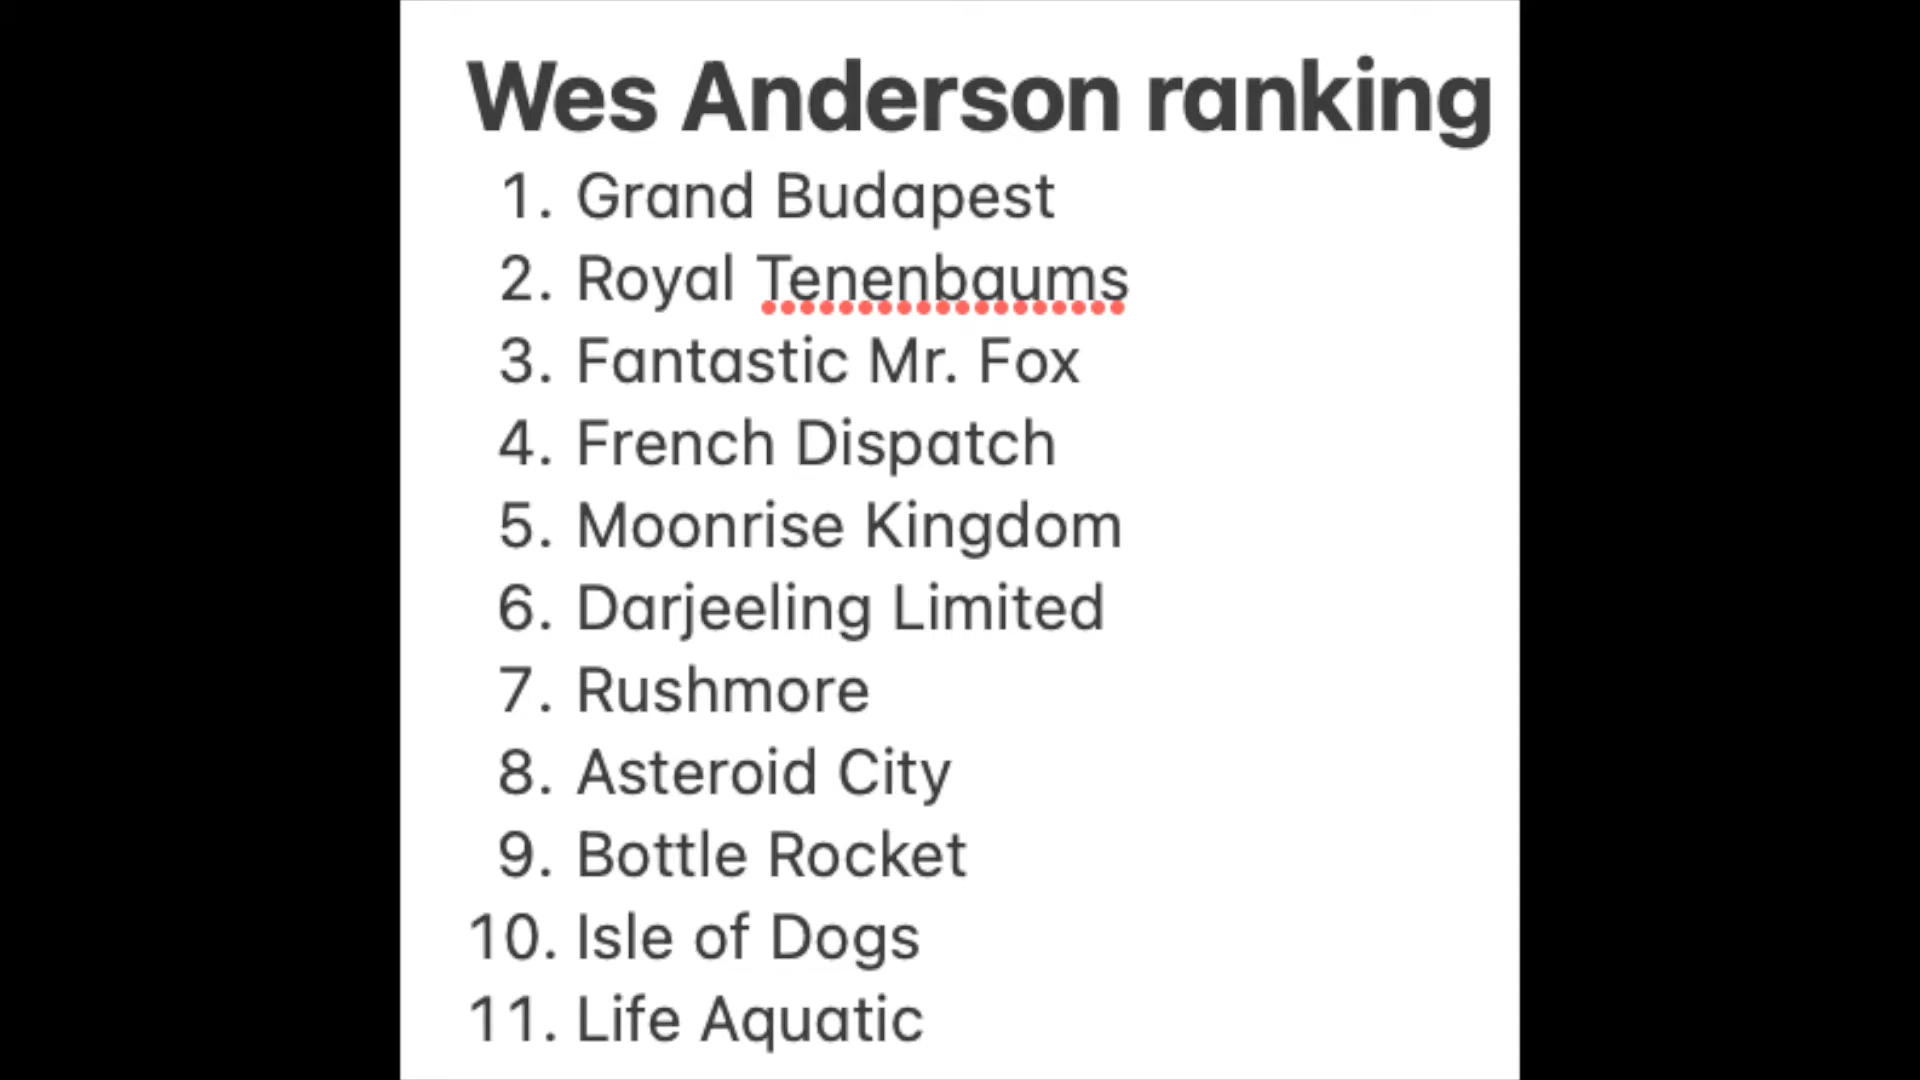 Wes Anderson ranking
1. Grand Budapest
2. Royal Tenenbaums
3. Fantastic Mr. Fox
4. French Dispatch
5. Moonrise Kingdom
6. Darjeeling Limited
7. Rushmore
8. Asteroid City
9. Bottle Rocket
10. Isle of Dogs
11. Life Aquatic